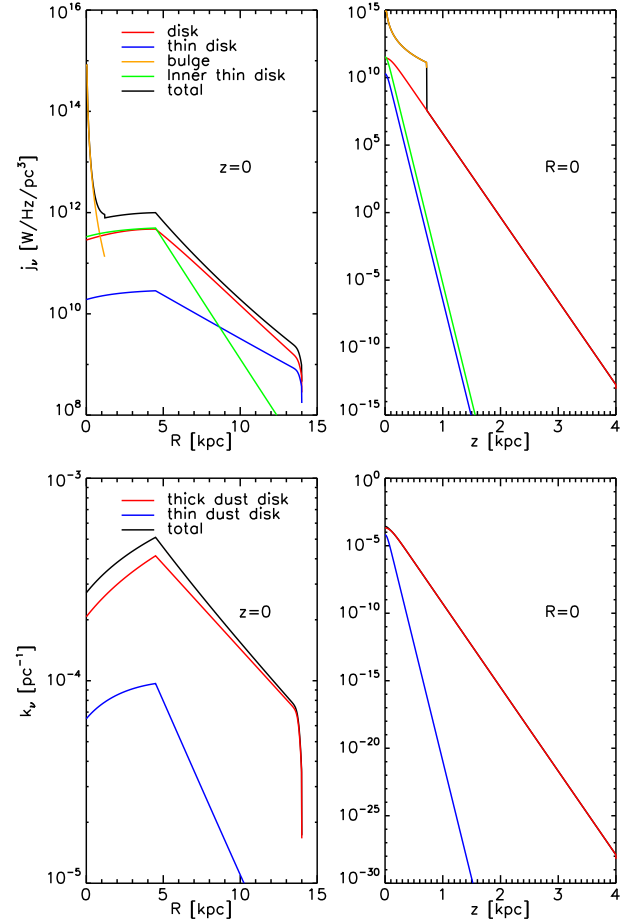 10^16
10^14
10^12
10^10
10^8
j_ν [W/Hz/pc^3]
disk
thin disk
bulge
Inner thin disk
total
z=0
0 5 10 15
R [kpc]
10^15
10^10
10^5
10^0
10^-5
10^-10
10^-15
R=0
0 1 2 3 4
z [kpc]
10^-3
10^-4
10^-5
k_ν [pc^-1]
thick dust disk
thin dust disk
total
z=0
0 5 10 15
R [kpc]
10^0
10^-5
10^-10
10^-15
10^-20
10^-25
10^-30
R=0
0 1 2 3 4
z [kpc]